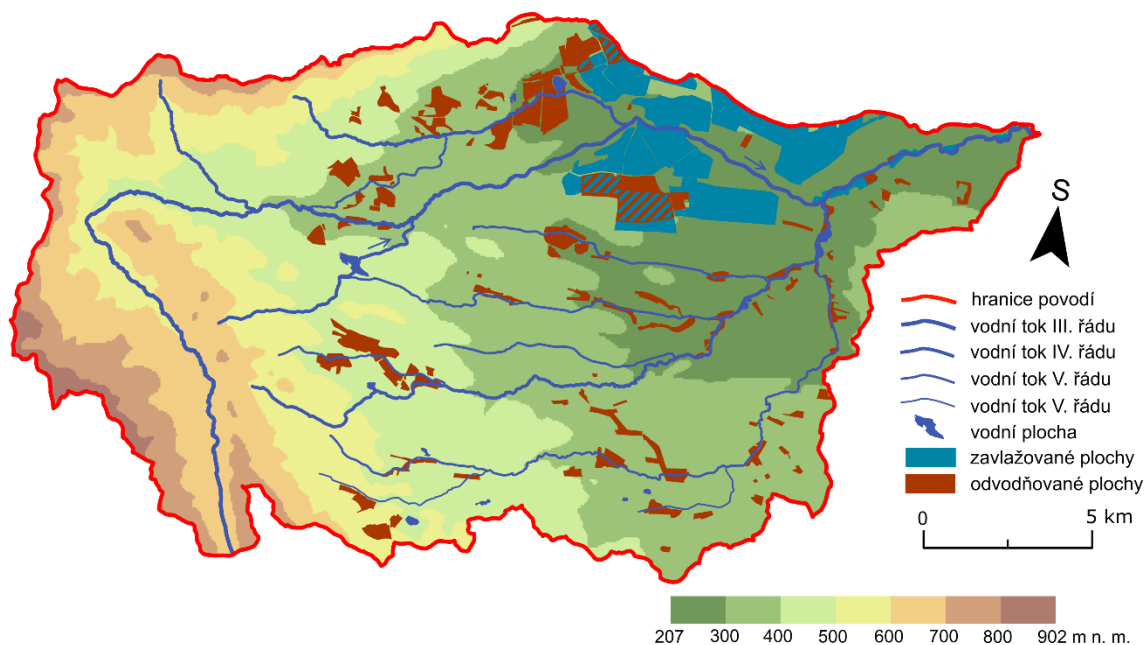 S
hranice povodí
vodní tok III. řádu
vodní tok IV. řádu
vodní tok V. řádu
vodní tok V. řádu
vodní plocha
zavlažované plochy
odvodňované plochy
0 5 km
207 300 400 500 600 700 800 902 m n. m.